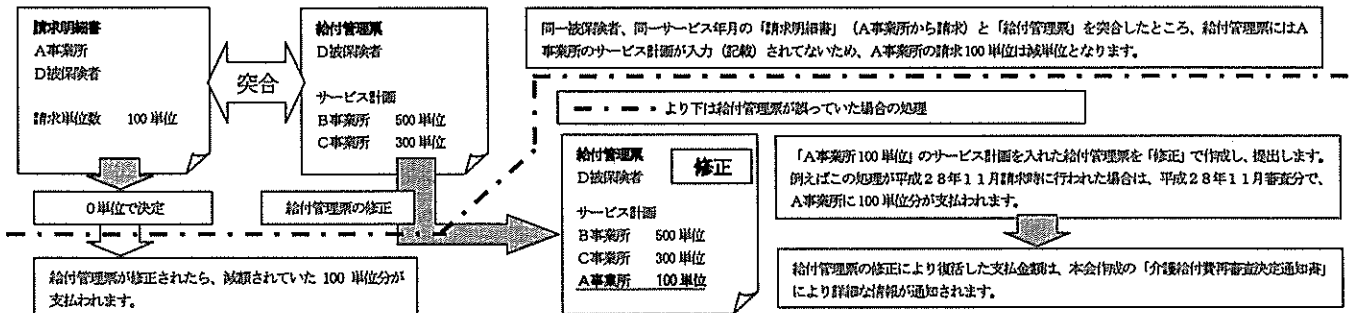 請求明細書
A事業所
D被保険者
請求単位数 100単位
突合
給付管理票
D被保険者
サービス計画
B事業所 500単位
C事業所 300単位
同一被保険者、同一サービス年月の「請求明細書」(A事業所から請求)と「給付管理票」を突合したところ、給付管理票にはA
事業所のサービス計画が入力(記載)されてないため、A事業所の請求100単位は減単位となります。
より下は給付管理票が誤っていた場合の処理
0単位で決定
給付管理票の修正
給付管理票が修正されたら、減額されていた 100 単位分が
支払われます。
給付管理票
修正
D被保険者
サービス計画
B事業所 500単位
C事業所 300単位
A事業所 100単位
「A事業所100単位」のサービス計画を入れた給付管理票を「修正」で作成し、提出します。
例えばこの処理が平成28年11月請求時に行われた場合は、平成28年11月審査分で、
A事業所に100単位分が支払われます。
給付管理票の修正により復活した支払金額は、本会作成の「介護給付費再審査決定通知書」
により詳細な情報が通知されます。